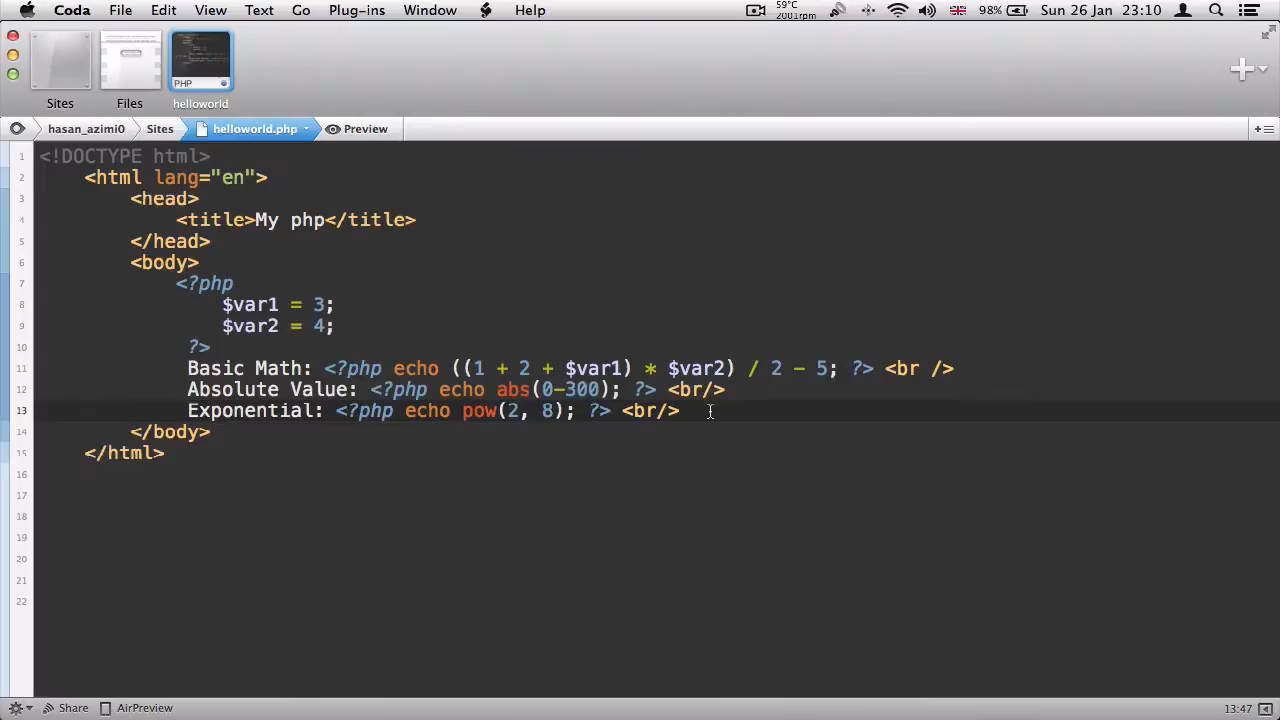 Coda File Edit View Text Go Plug-ins Window Help 59°C 2001rpm 98% Sun 26 Jan 23:10
PHP
Sites Files helloworld
hasan_azimi0 Sites helloworld.php Preview
1 <!DOCTYPE html>
2 <html lang="en">
3 <head>
4 <title>My php</title>
5 </head>
6 <body>
7 <?php
8 $var1 = 3;
9 $var2 = 4;
10 ?>
11 Basic Math: <?php echo ((1 + 2 + $var1) * $var2) / 2 - 5; ?> <br />
12 Absolute Value: <?php echo abs(0-300); ?> <br/>
13 Exponential: <?php echo pow(2, 8); ?> <br/>
14 </body>
15 </html>
16
17
18
19
20
21
22
Share AirPreview 13:47